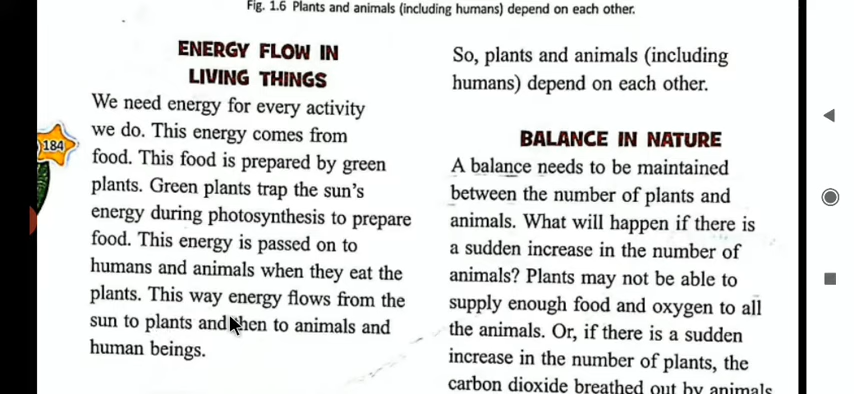 Fig. 1.6 Plants and animals (including humans) depend on each other.
ENERGY FLOW IN
LIVING THINGS
We need energy for every activity
we do. This energy comes from
food. This food is prepared by green
plants. Green plants trap the sun's
energy during photosynthesis to prepare
food. This energy is passed on to
humans and animals when they eat the
plants. This way energy flows from the
sun to plants and then to animals and
human beings.
184
So, plants and animals (including
humans) depend on each other.
BALANCE IN NATURE
A balance needs to be maintained
between the number of plants and
animals. What will happen if there is
a sudden increase in the number of
animals? Plants may not be able to
supply enough food and oxygen to all
the animals. Or, if there is a sudden
increase in the number of plants, the
carbon dioxide breathed out by animals